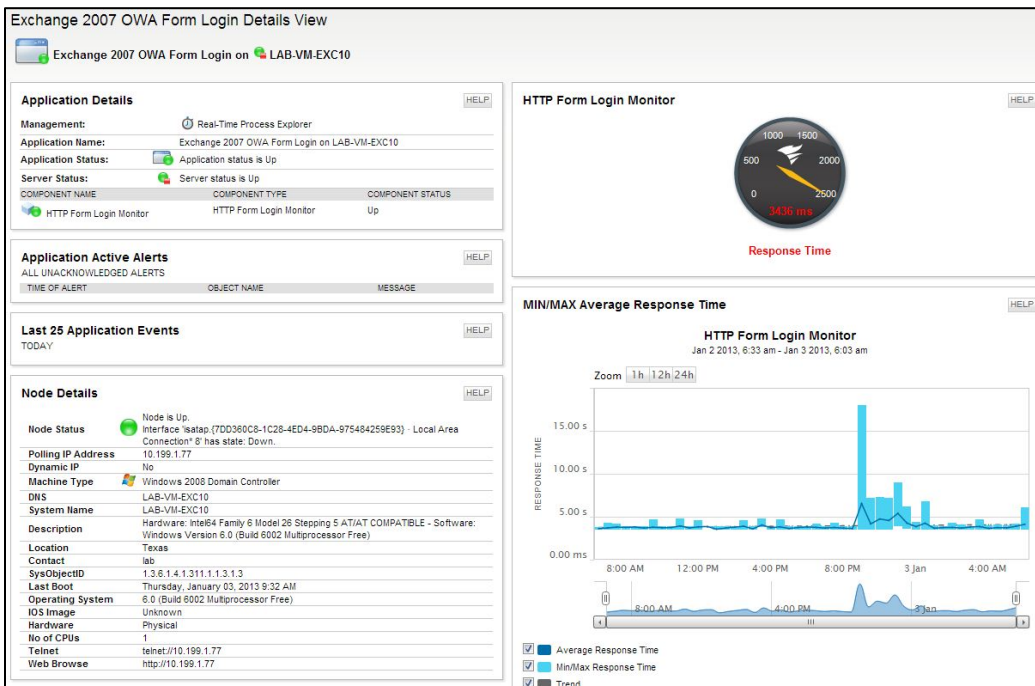 Exchange 2007 OWA Form Login Details View
Exchange 2007 OWA Form Login on LAB-VM-EXC10
Application Details HELP
Management: Real-Time Process Explorer
Application Name: Exchange 2007 OWA Form Login on LAB-VM-EXC10
Application Status: Application status is Up
Server Status: Server status is Up
COMPONENT NAME COMPONENT TYPE COMPONENT STATUS
HTTP Form Login Monitor HTTP Form Login Monitor Up
Application Active Alerts HELP
ALL UNACKNOWLEDGED ALERTS
TIME OF ALERT OBJECT NAME MESSAGE
Last 25 Application Events HELP
TODAY
Node Details HELP
Node Status Node is Up.
Interface 'isatap.{7DD360C8-1C28-4ED4-9BDA-975484259E93} · Local Area
Connection* 8' has state: Down.
Polling IP Address 10.199.1.77
Dynamic IP No
Machine Type Windows 2008 Domain Controller
DNS LAB-VM-EXC10
System Name LAB-VM-EXC10
Description Hardware: Intel64 Family 6 Model 26 Stepping 5 AT/AT COMPATIBLE - Software:
Windows Version 6.0 (Build 6002 Multiprocessor Free)
Location Texas
Contact lab
SysObjectID 1.3.6.1.4.1.311.1.1.3.1.3
Last Boot Thursday, January 03, 2013 9:32 AM
Operating System 6.0 (Build 6002 Multiprocessor Free)
IOS Image Unknown
Hardware Physical
No of CPUs 1
Telnet telnet://10.199.1.77
Web Browse http://10.199.1.77
HTTP Form Login Monitor HELP
1000 1500
500 2000
0 2500
3436 ms
Response Time
MIN/MAX Average Response Time HELP
HTTP Form Login Monitor
Jan 2 2013, 6:33 am - Jan 3 2013, 6:03 am
Zoom 1h 12h 24h
RESPONSE TIME
15.00 s
10.00 s
5.00 s
0.00 ms
8:00 AM 12:00 PM 4:00 PM 8:00 PM 3 Jan 4:00 AM
8:00 AM 4:00 PM 3 Jan
Average Response Time
Min/Max Response Time
Trend